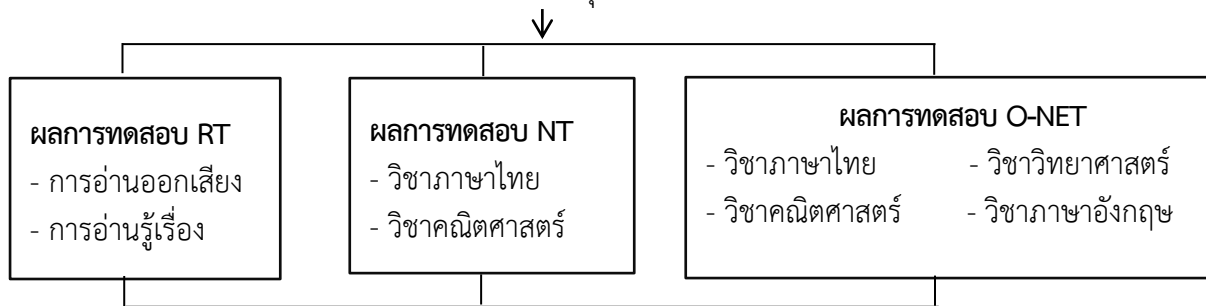 ผลการทดสอบ RT
- การอ่านออกเสียง
- การอ่านรู้เรื่อง
ผลการทดสอบ NT
- วิชาภาษาไทย
- วิชาคณิตศาสตร์
ผลการทดสอบ O-NET
- วิชาภาษาไทย - วิชาวิทยาศาสตร์
- วิชาคณิตศาสตร์ - วิชาภาษาอังกฤษ